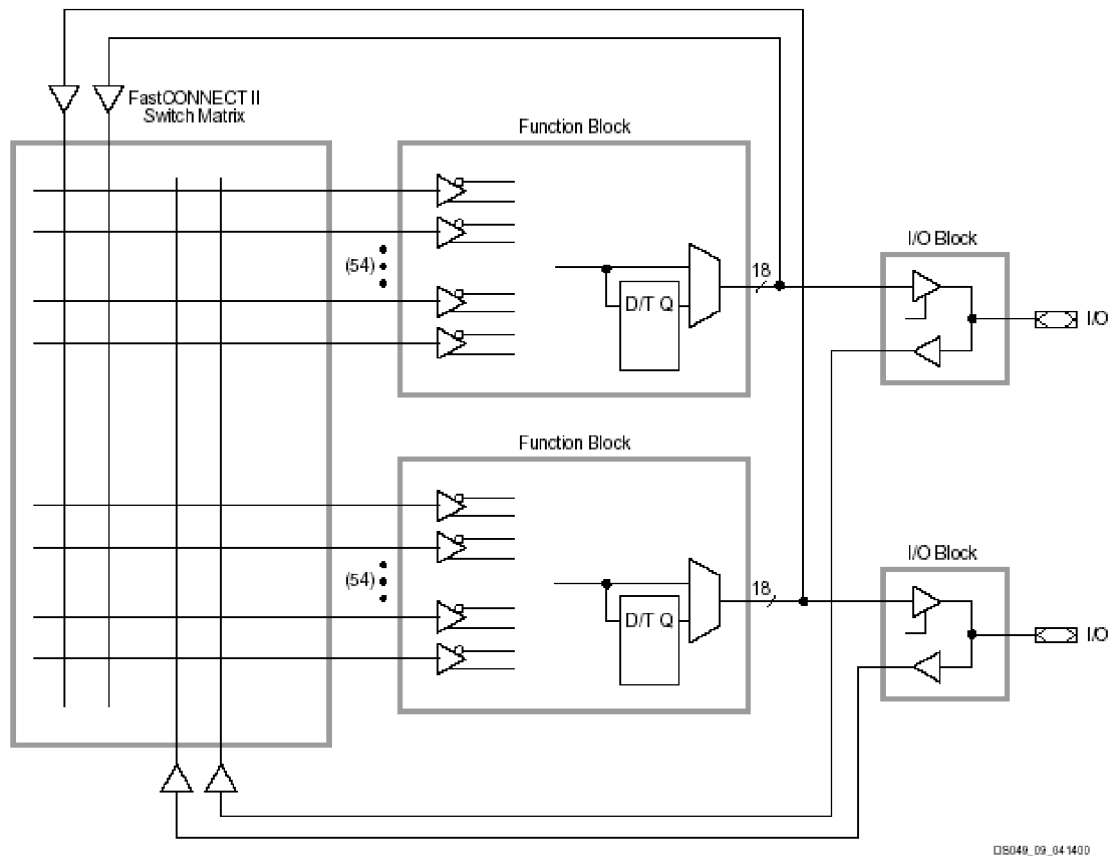 FastCONNECT II
Switch Matrix
Function Block
(54)
D/T Q
18
I/O Block
I/O
Function Block
(54)
D/T Q
18
I/O Block
I/O
DS049_09_041400